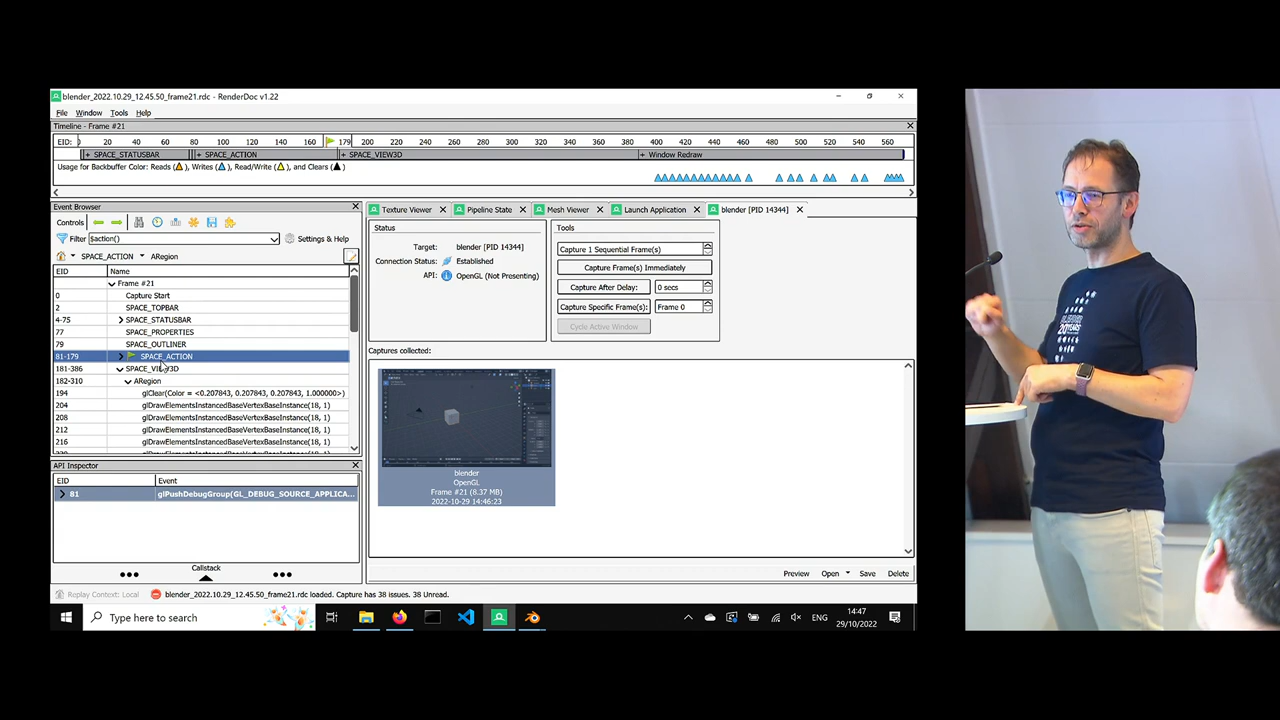 blender_2022.10.29_12.45.50_frame21.rdc - RenderDoc v1.22
File Window Tools Help
Timeline - Frame #21
EID: 0 20 40 60 80 100 120 140 160 179 200 220 240 260 280 300 320 340 360 380 400 420 440 460 480 500 520 540 560
+ SPACE_STATUSBAR + SPACE_ACTION + SPACE_VIEW3D + Window Redraw
Usage for Backbuffer Color: Reads ( ), Writes ( ), Read/Write ( ), and Clears ( )
Event Browser
Controls
Filter $action() Settings & Help
SPACE_ACTION ARegion
EID Name
Frame #21
0 Capture Start
2 SPACE_TOPBAR
4-75 SPACE_STATUSBAR
77 SPACE_PROPERTIES
79 SPACE_OUTLINER
81-179 SPACE_ACTION
181-386 SPACE_VIEW3D
182-310 ARegion
194 glClear(Color = <0.207843, 0.207843, 0.207843, 1.000000>)
204 glDrawElementsInstancedBaseVertexBaseInstance(18, 1)
208 glDrawElementsInstancedBaseVertexBaseInstance(18, 1)
212 glDrawElementsInstancedBaseVertexBaseInstance(18, 1)
216 glDrawElementsInstancedBaseVertexBaseInstance(18, 1)
API Inspector
EID Event
81 glPushDebugGroup(GL_DEBUG_SOURCE_APPLICA...
Callstack
Texture Viewer Pipeline State Mesh Viewer Launch Application blender [PID 14344]
Status
Target: blender [PID 14344]
Connection Status: Established
API: OpenGL (Not Presenting)
Tools
Capture 1 Sequential Frame(s)
Capture Frame(s) Immediately
Capture After Delay: 0 secs
Capture Specific Frame(s): Frame 0
Cycle Active Window
Captures collected:
blender
OpenGL
Frame #21 (8.37 MB)
2022-10-29 14:46:23
Preview Open Save Delete
Replay Context: Local blender_2022.10.29_12.45.50_frame21.rdc loaded. Capture has 38 issues. 38 Unread.
Type here to search
ENG
14:47
29/10/2022
20 YEARS